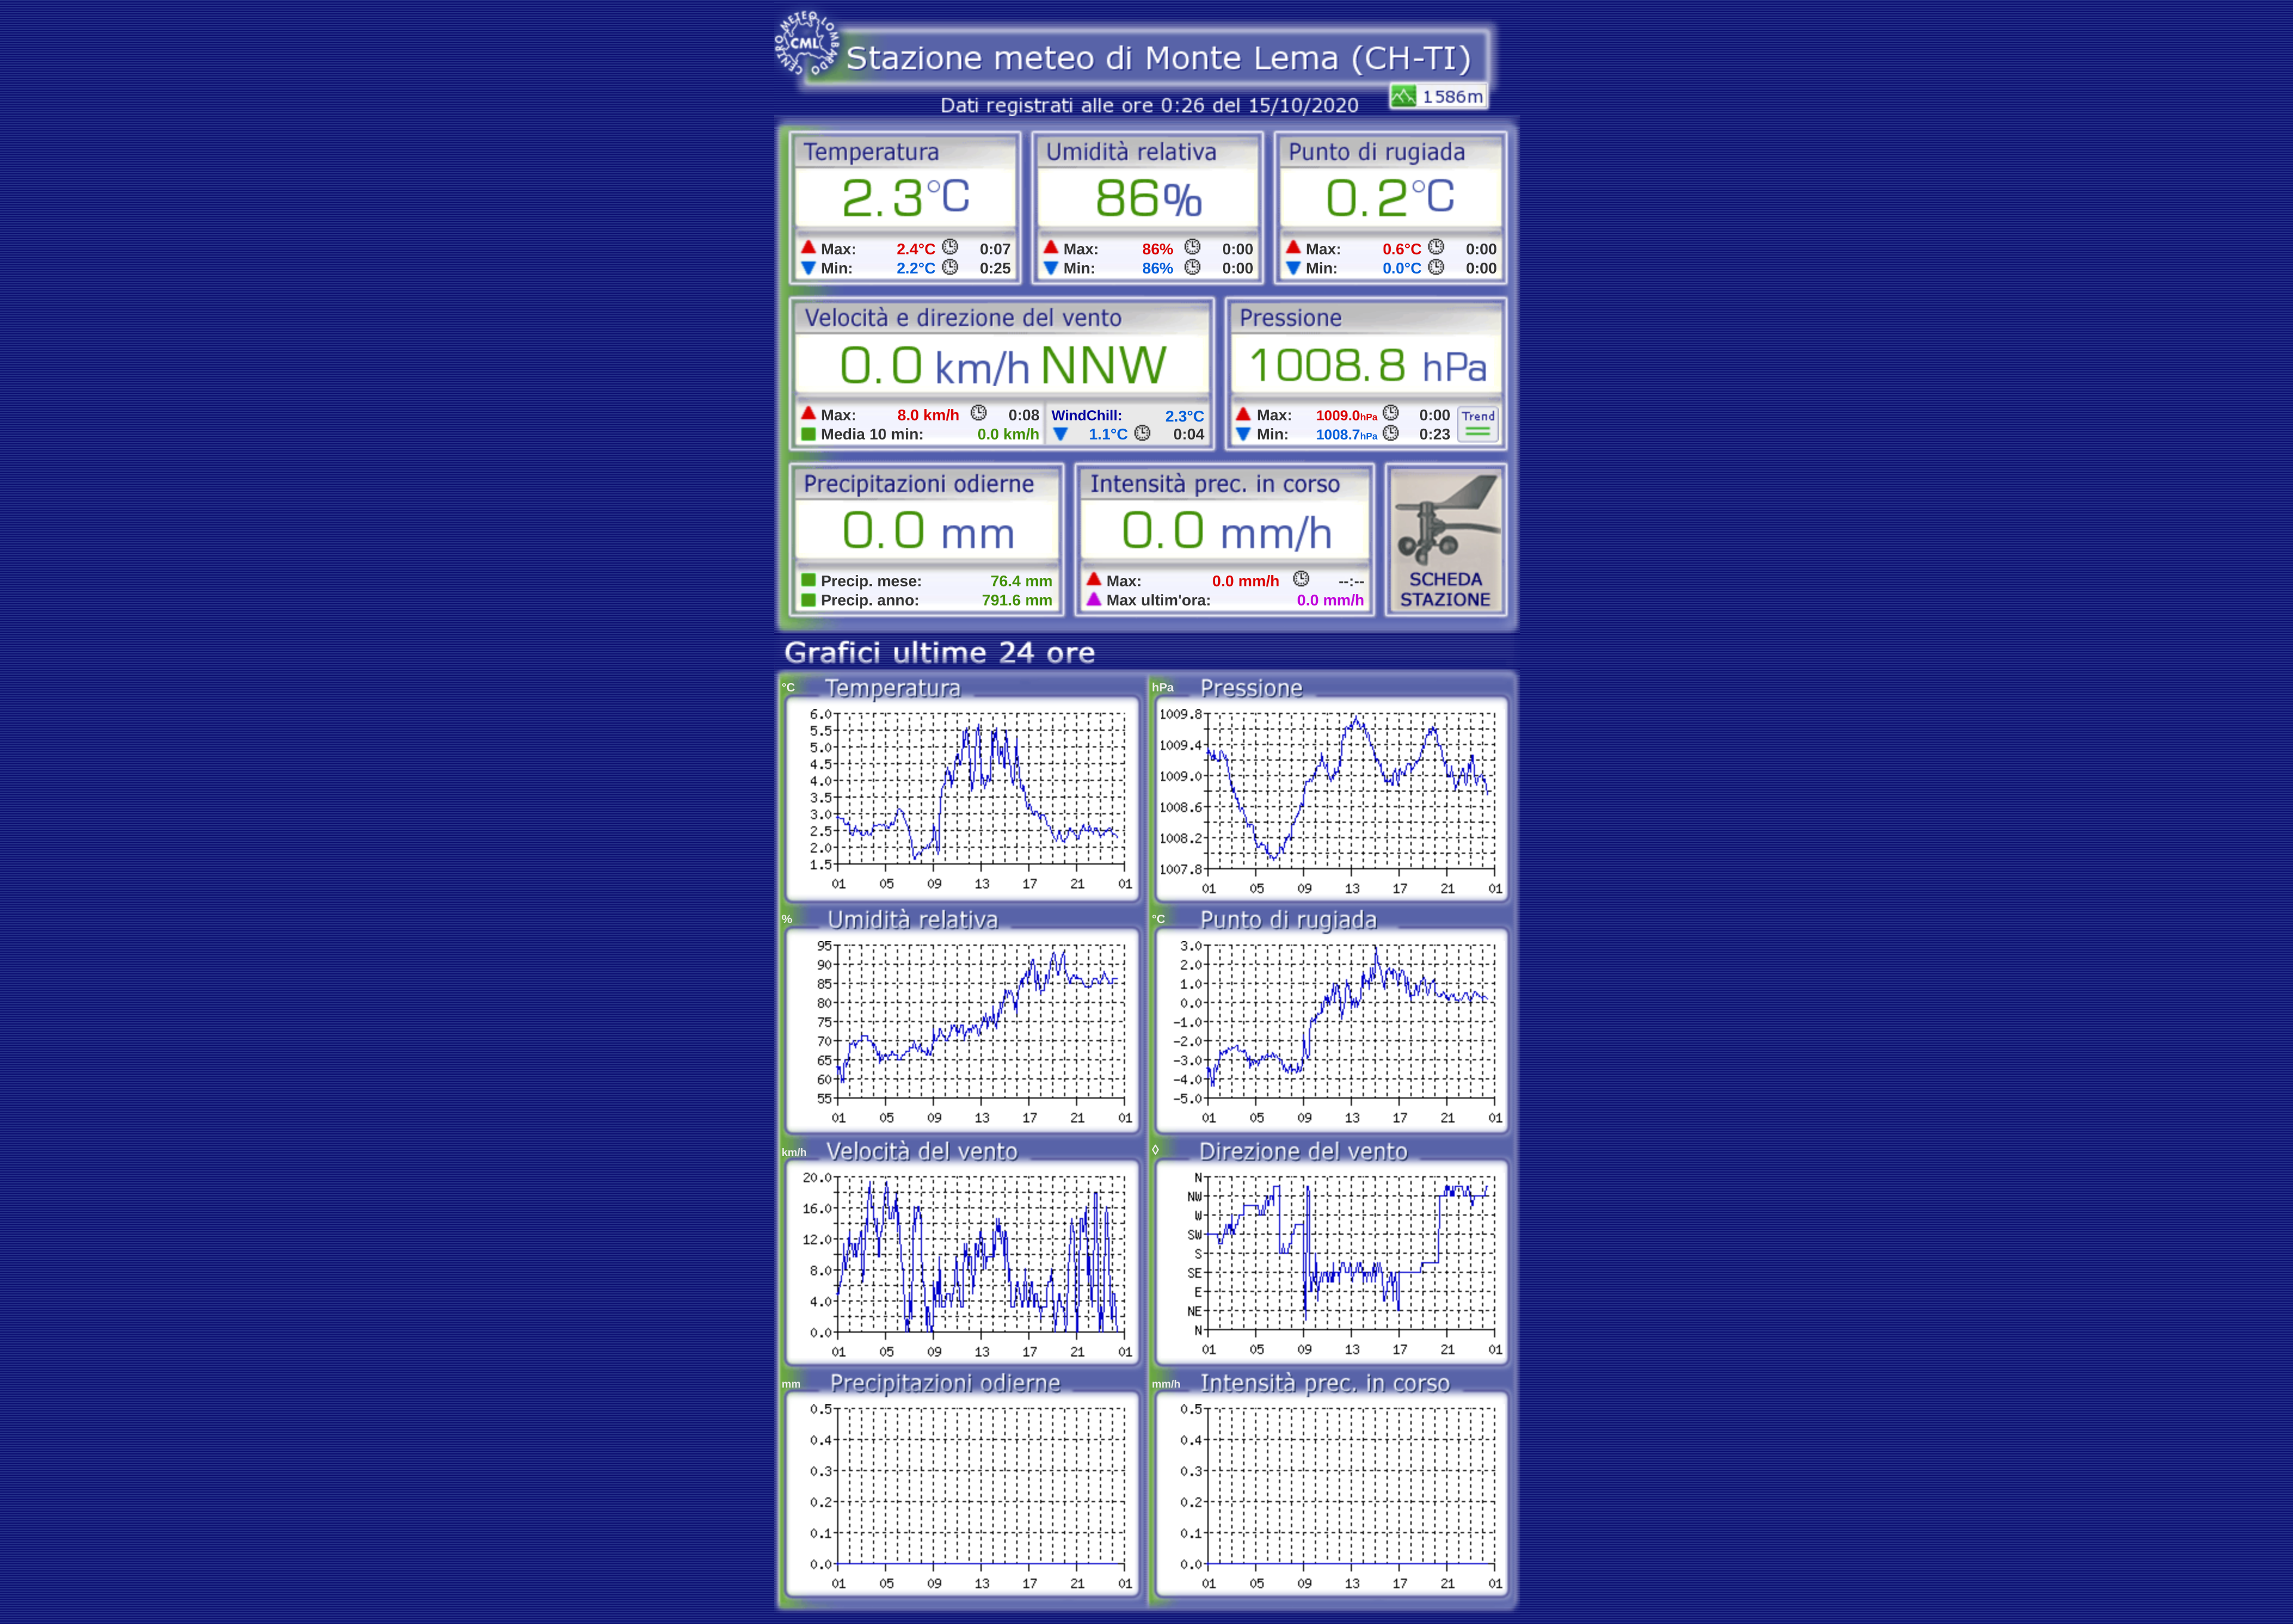 CENTRO METEO LOMBARDO
CML
Stazione meteo di Monte Lema (CH-TI)
1586m
Dati registrati alle ore 0:26 del 15/10/2020
Temperatura
2.3°C
Max: 2.4°C 0:07
Min: 2.2°C 0:25
Umidità relativa
86%
Max: 86% 0:00
Min: 86% 0:00
Punto di rugiada
0.2°C
Max: 0.6°C 0:00
Min: 0.0°C 0:00
Velocità e direzione del vento
0.0 km/h NNW
Max: 8.0 km/h 0:08
Media 10 min: 0.0 km/h
WindChill: 2.3°C
1.1°C 0:04
Pressione
1008.8 hPa
Max: 1009.0hPa 0:00
Min: 1008.7hPa 0:23
Trend
Precipitazioni odierne
0.0 mm
Precip. mese: 76.4 mm
Precip. anno: 791.6 mm
Intensità prec. in corso
0.0 mm/h
Max: 0.0 mm/h --:--
Max ultim'ora: 0.0 mm/h
SCHEDA
STAZIONE
Grafici ultime 24 ore
°C Temperatura
6.0
5.5
5.0
4.5
4.0
3.5
3.0
2.5
2.0
1.5
01 05 09 13 17 21 01
hPa Pressione
1009.8
1009.4
1009.0
1008.6
1008.2
1007.8
01 05 09 13 17 21 01
% Umidità relativa
95
90
85
80
75
70
65
60
55
01 05 09 13 17 21 01
°C Punto di rugiada
3.0
2.0
1.0
0.0
-1.0
-2.0
-3.0
-4.0
-5.0
01 05 09 13 17 21 01
km/h Velocità del vento
20.0
16.0
12.0
8.0
4.0
0.0
01 05 09 13 17 21 01
◊ Direzione del vento
N
NW
W
SW
S
SE
E
NE
N
01 05 09 13 17 21 01
mm Precipitazioni odierne
0.5
0.4
0.3
0.2
0.1
0.0
01 05 09 13 17 21 01
mm/h Intensità prec. in corso
0.5
0.4
0.3
0.2
0.1
0.0
01 05 09 13 17 21 01